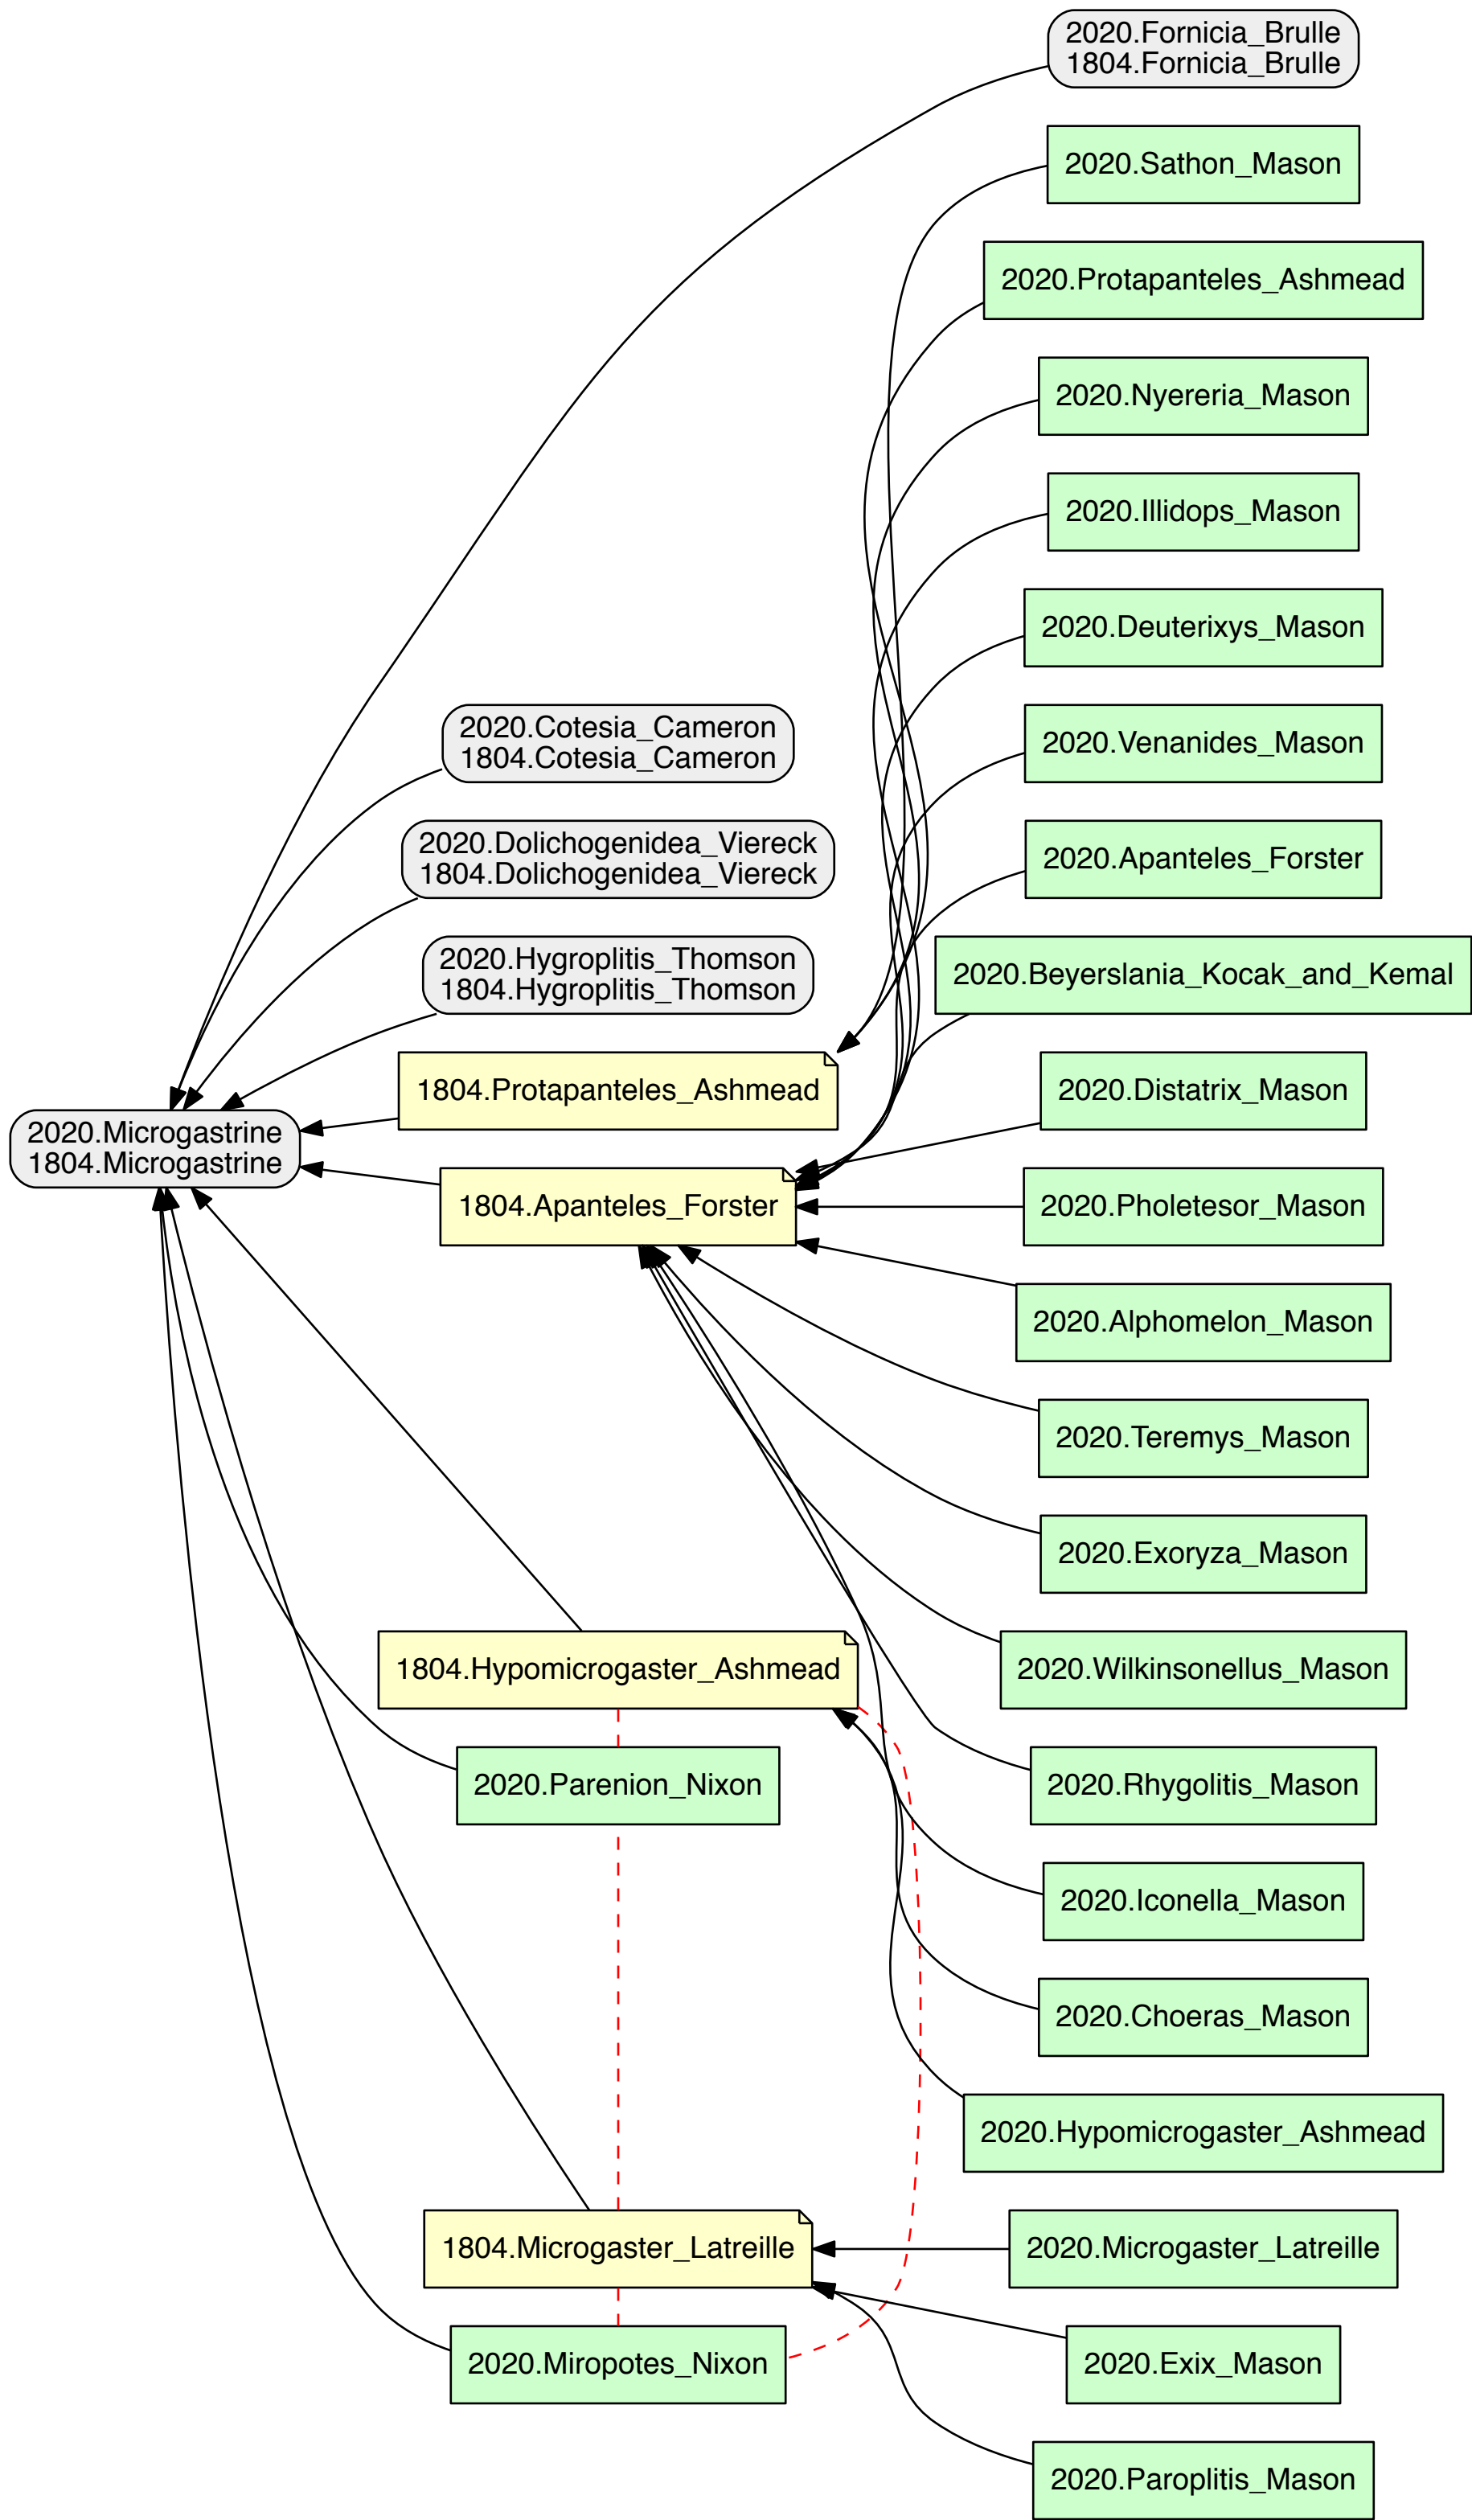 2020.Fornicia_Brulle
1804.Fornicia_Brulle
2020.Sathon_Mason
2020.Protapanteles_Ashmead
2020.Nyereria_Mason
2020.Illidops_Mason
2020.Deuterixys_Mason
2020.Cotesia_Cameron
1804.Cotesia_Cameron
2020.Venanides_Mason
2020.Dolichogenidea_Viereck
1804.Dolichogenidea_Viereck
2020.Apanteles_Forster
2020.Hygroplitis_Thomson
1804.Hygroplitis_Thomson
2020.Beyerslania_Kocak_and_Kemal
1804.Protapanteles_Ashmead
2020.Distatrix_Mason
2020.Microgastrine
1804.Microgastrine
1804.Apanteles_Forster
2020.Pholetesor_Mason
2020.Alphomelon_Mason
2020.Teremys_Mason
2020.Exoryza_Mason
1804.Hypomicrogaster_Ashmead
2020.Wilkinsonellus_Mason
2020.Parenion_Nixon
2020.Rhygolitis_Mason
2020.Iconella_Mason
2020.Choeras_Mason
2020.Hypomicrogaster_Ashmead
1804.Microgaster_Latreille
2020.Microgaster_Latreille
2020.Miropotes_Nixon
2020.Exix_Mason
2020.Paroplitis_Mason